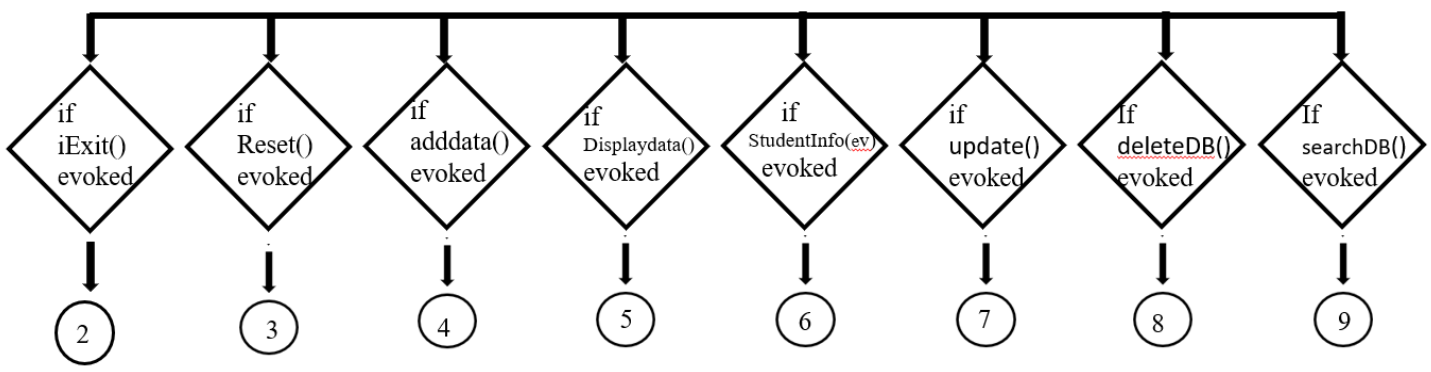 if
iExit()
evoked
if
Reset()
evoked
if
adddata()
evoked
if
Displaydata()
evoked
if
StudentInfo(ev)
evoked
if
update()
evoked
If
deleteDB()
evoked
If
searchDB()
evoked
2
3
4
5
6
7
8
9